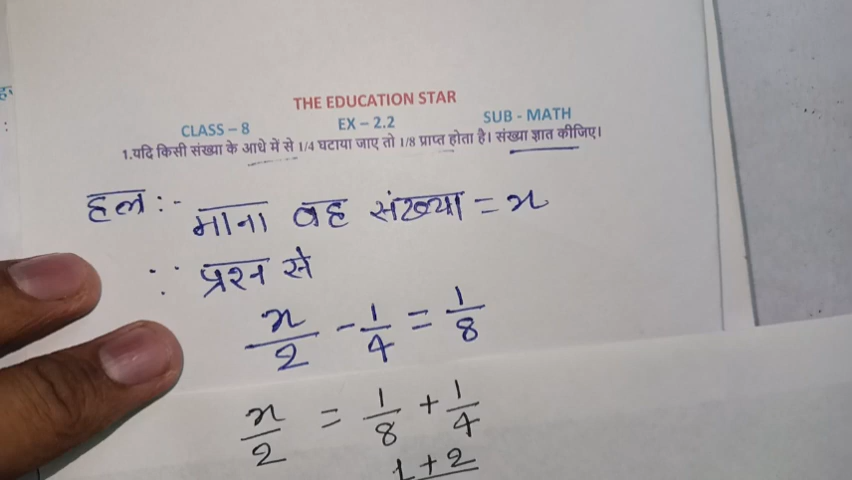 THE EDUCATION STAR
CLASS – 8 EX – 2.2 SUB - MATH
1.यदि किसी संख्या के आधे में से 1/4 घटाया जाए तो 1/8 प्राप्त होता है। संख्या ज्ञात कीजिए।
हल :-
माना वह संख्या = x
∵ प्रश्न से
x/2 - 1/4 = 1/8
x/2 = 1/8 + 1/4
1 + 2